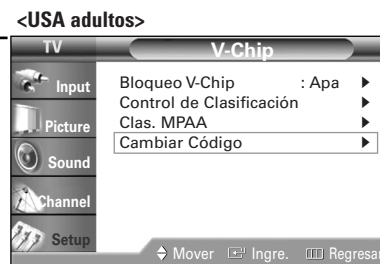 <USA adultos>
TV
V-Chip
Input
Picture
Sound
Channel
Setup
Bloqueo V-Chip : Apa
Control de Clasificación
Clas. MPAA
Cambiar Código
Mover Ingre. Regresar